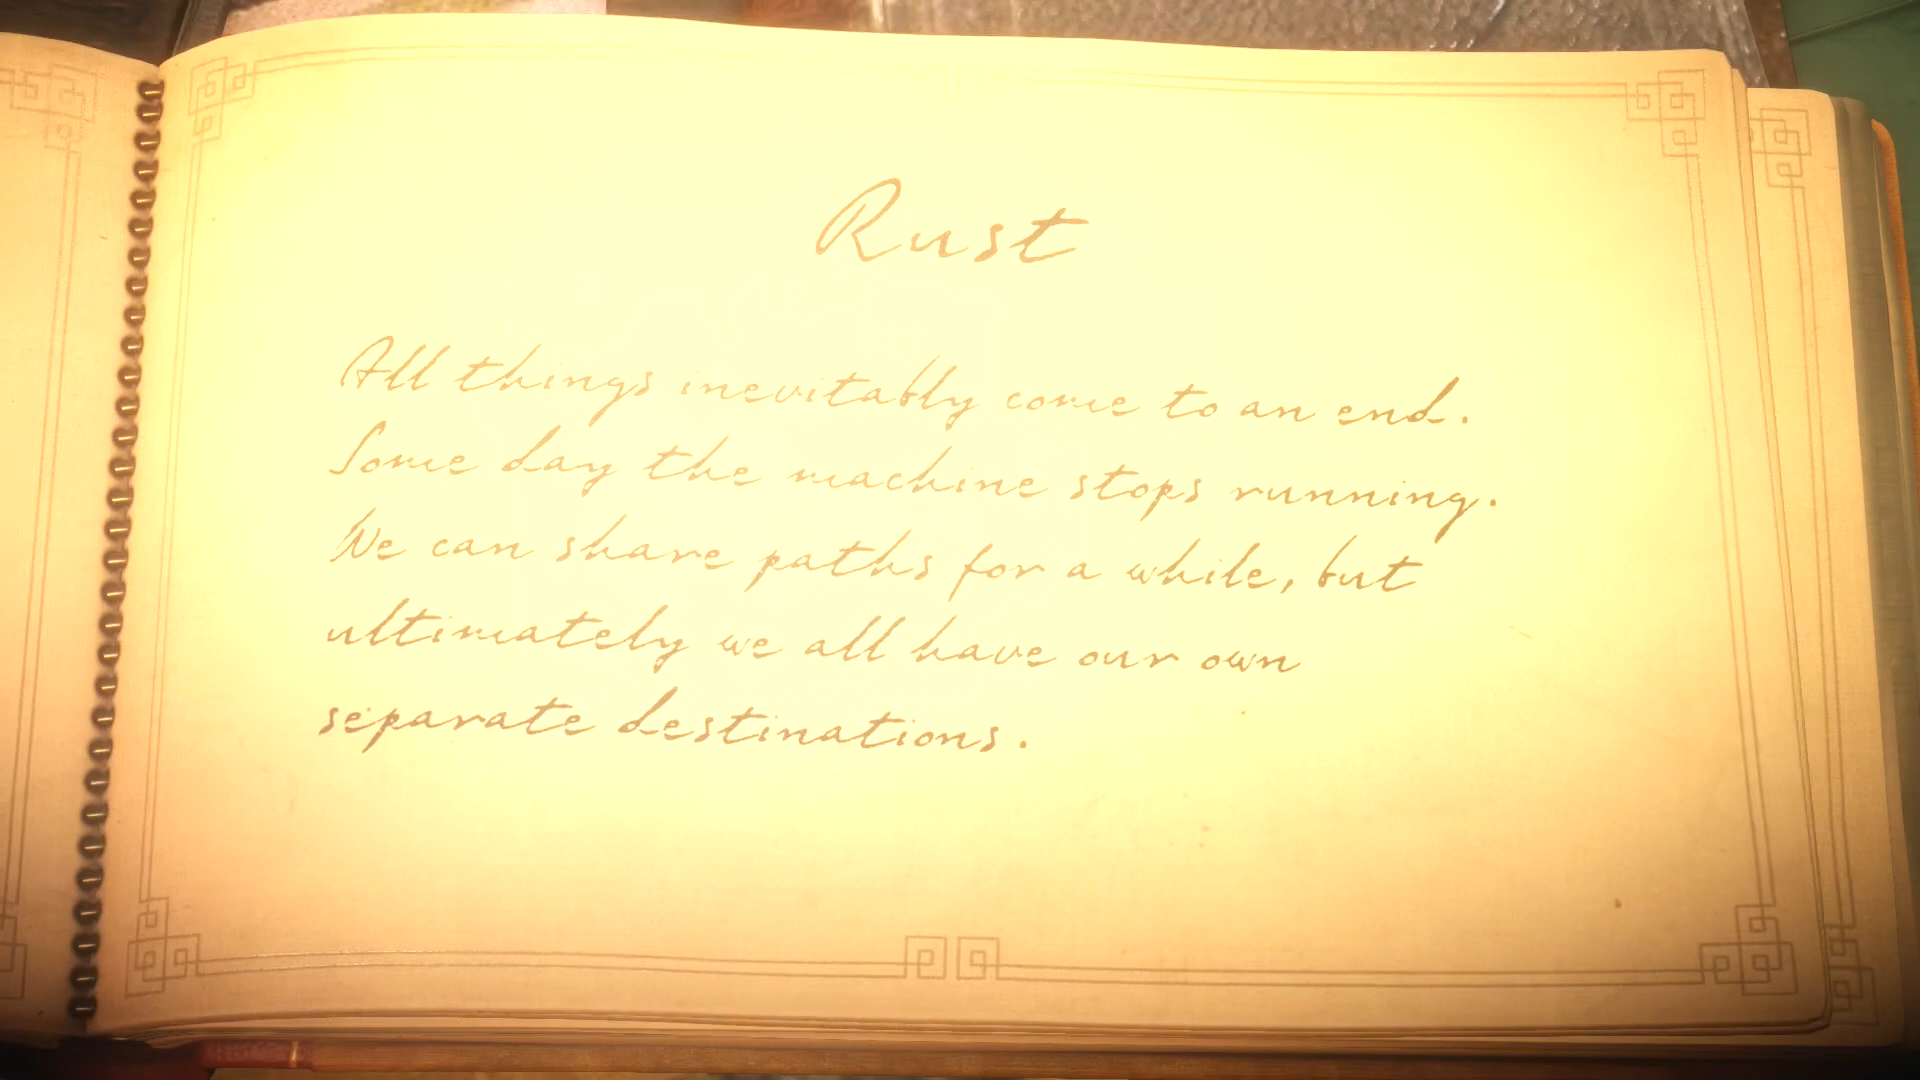 Rust
All things inevitably come to an end.
Some day the machine stops running.
We can share paths for a while, but
ultimately we all have our own
separate destinations.